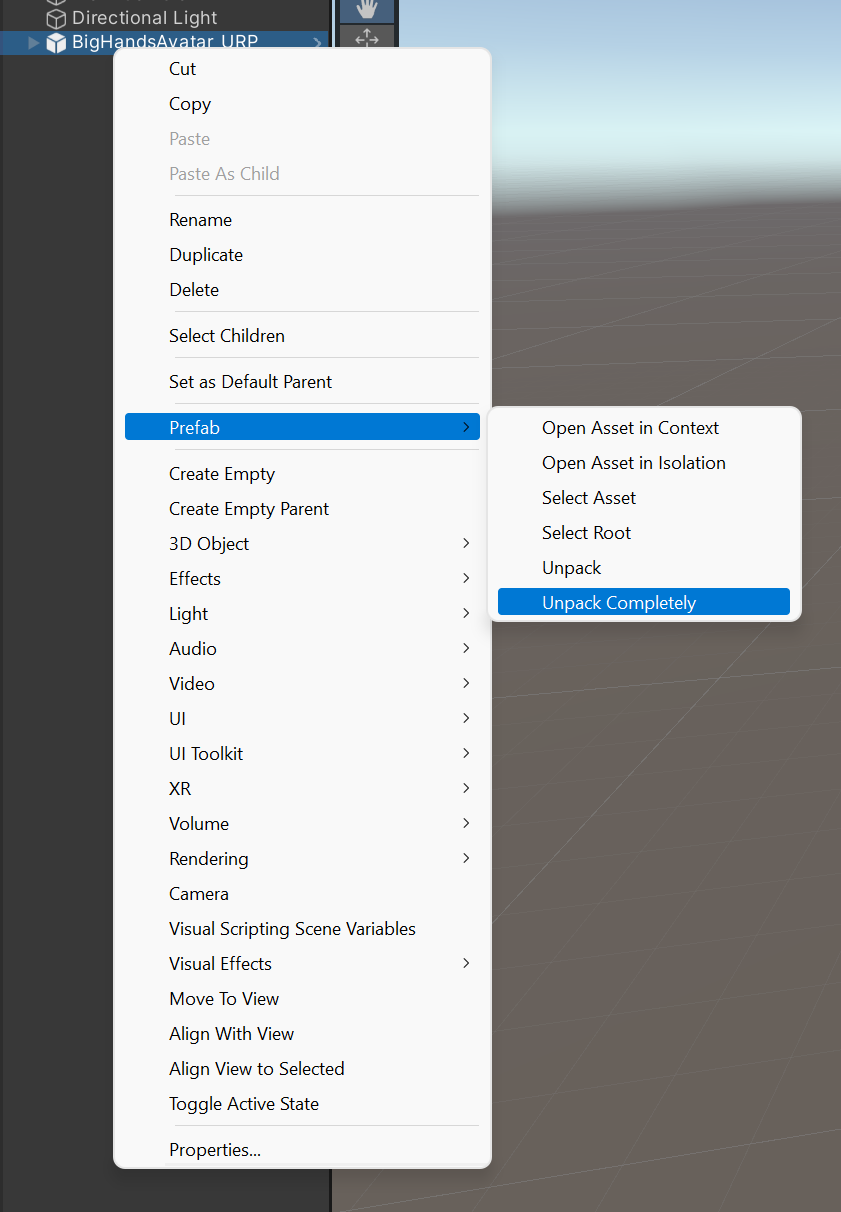 Directional Light
BigHandsAvatar_URP
Cut
Copy
Paste
Paste As Child
Rename
Duplicate
Delete
Select Children
Set as Default Parent
Prefab
Open Asset in Context
Open Asset in Isolation
Select Asset
Select Root
Unpack
Unpack Completely
Create Empty
Create Empty Parent
3D Object
Effects
Light
Audio
Video
UI
UI Toolkit
XR
Volume
Rendering
Camera
Visual Scripting Scene Variables
Visual Effects
Move To View
Align With View
Align View to Selected
Toggle Active State
Properties...